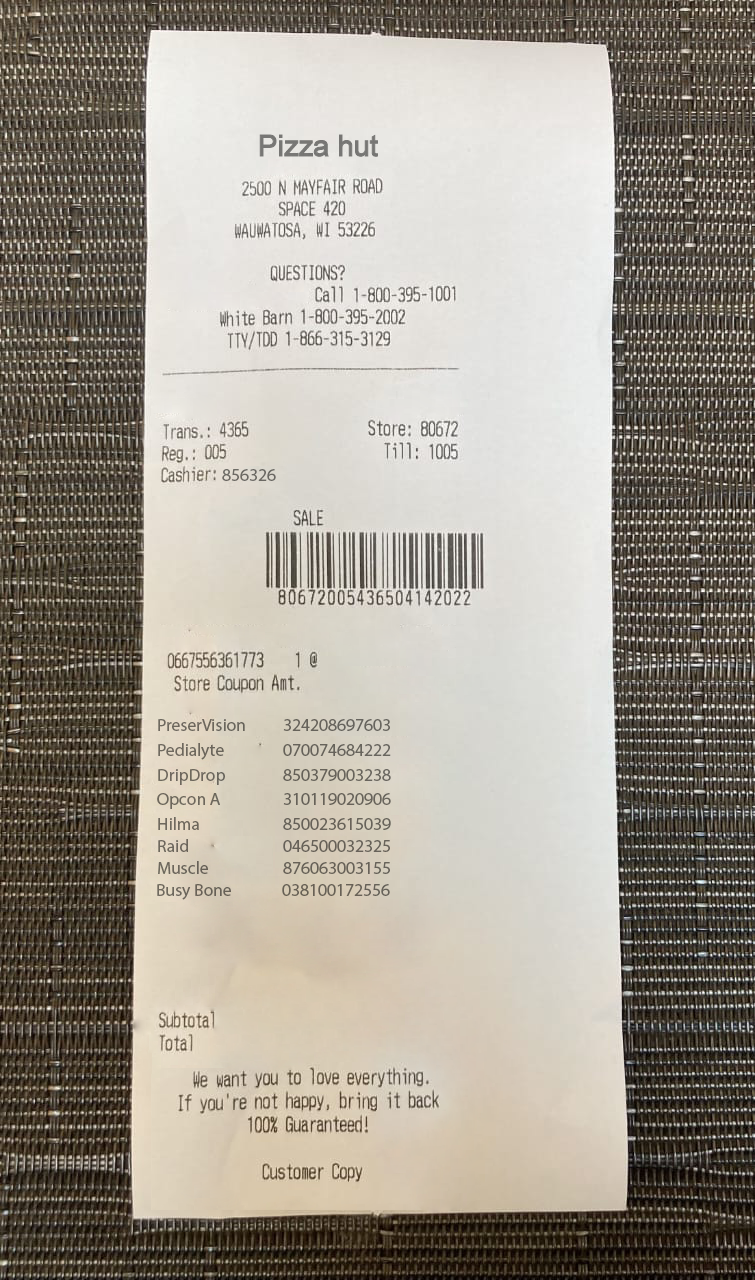 Pizza hut
2500 N MAYFAIR ROAD
SPACE 420
WAUWATOSA, WI 53226
QUESTIONS?
Call 1-800-395-1001
White Barn 1-800-395-2002
TTY/TDD 1-866-315-3129
Trans.: 4365 Store: 80672
Reg.: 005 Till: 1005
Cashier: 856326
SALE
80672005436504142022
0667556361773 1 @
Store Coupon Amt.
PreserVision 324208697603
Pedialyte 070074684222
DripDrop 850379003238
Opcon A 310119020906
Hilma 850023615039
Raid 046500032325
Muscle 876063003155
Busy Bone 038100172556
Subtotal
Total
We want you to love everything.
If you're not happy, bring it back
100% Guaranteed!
Customer Copy